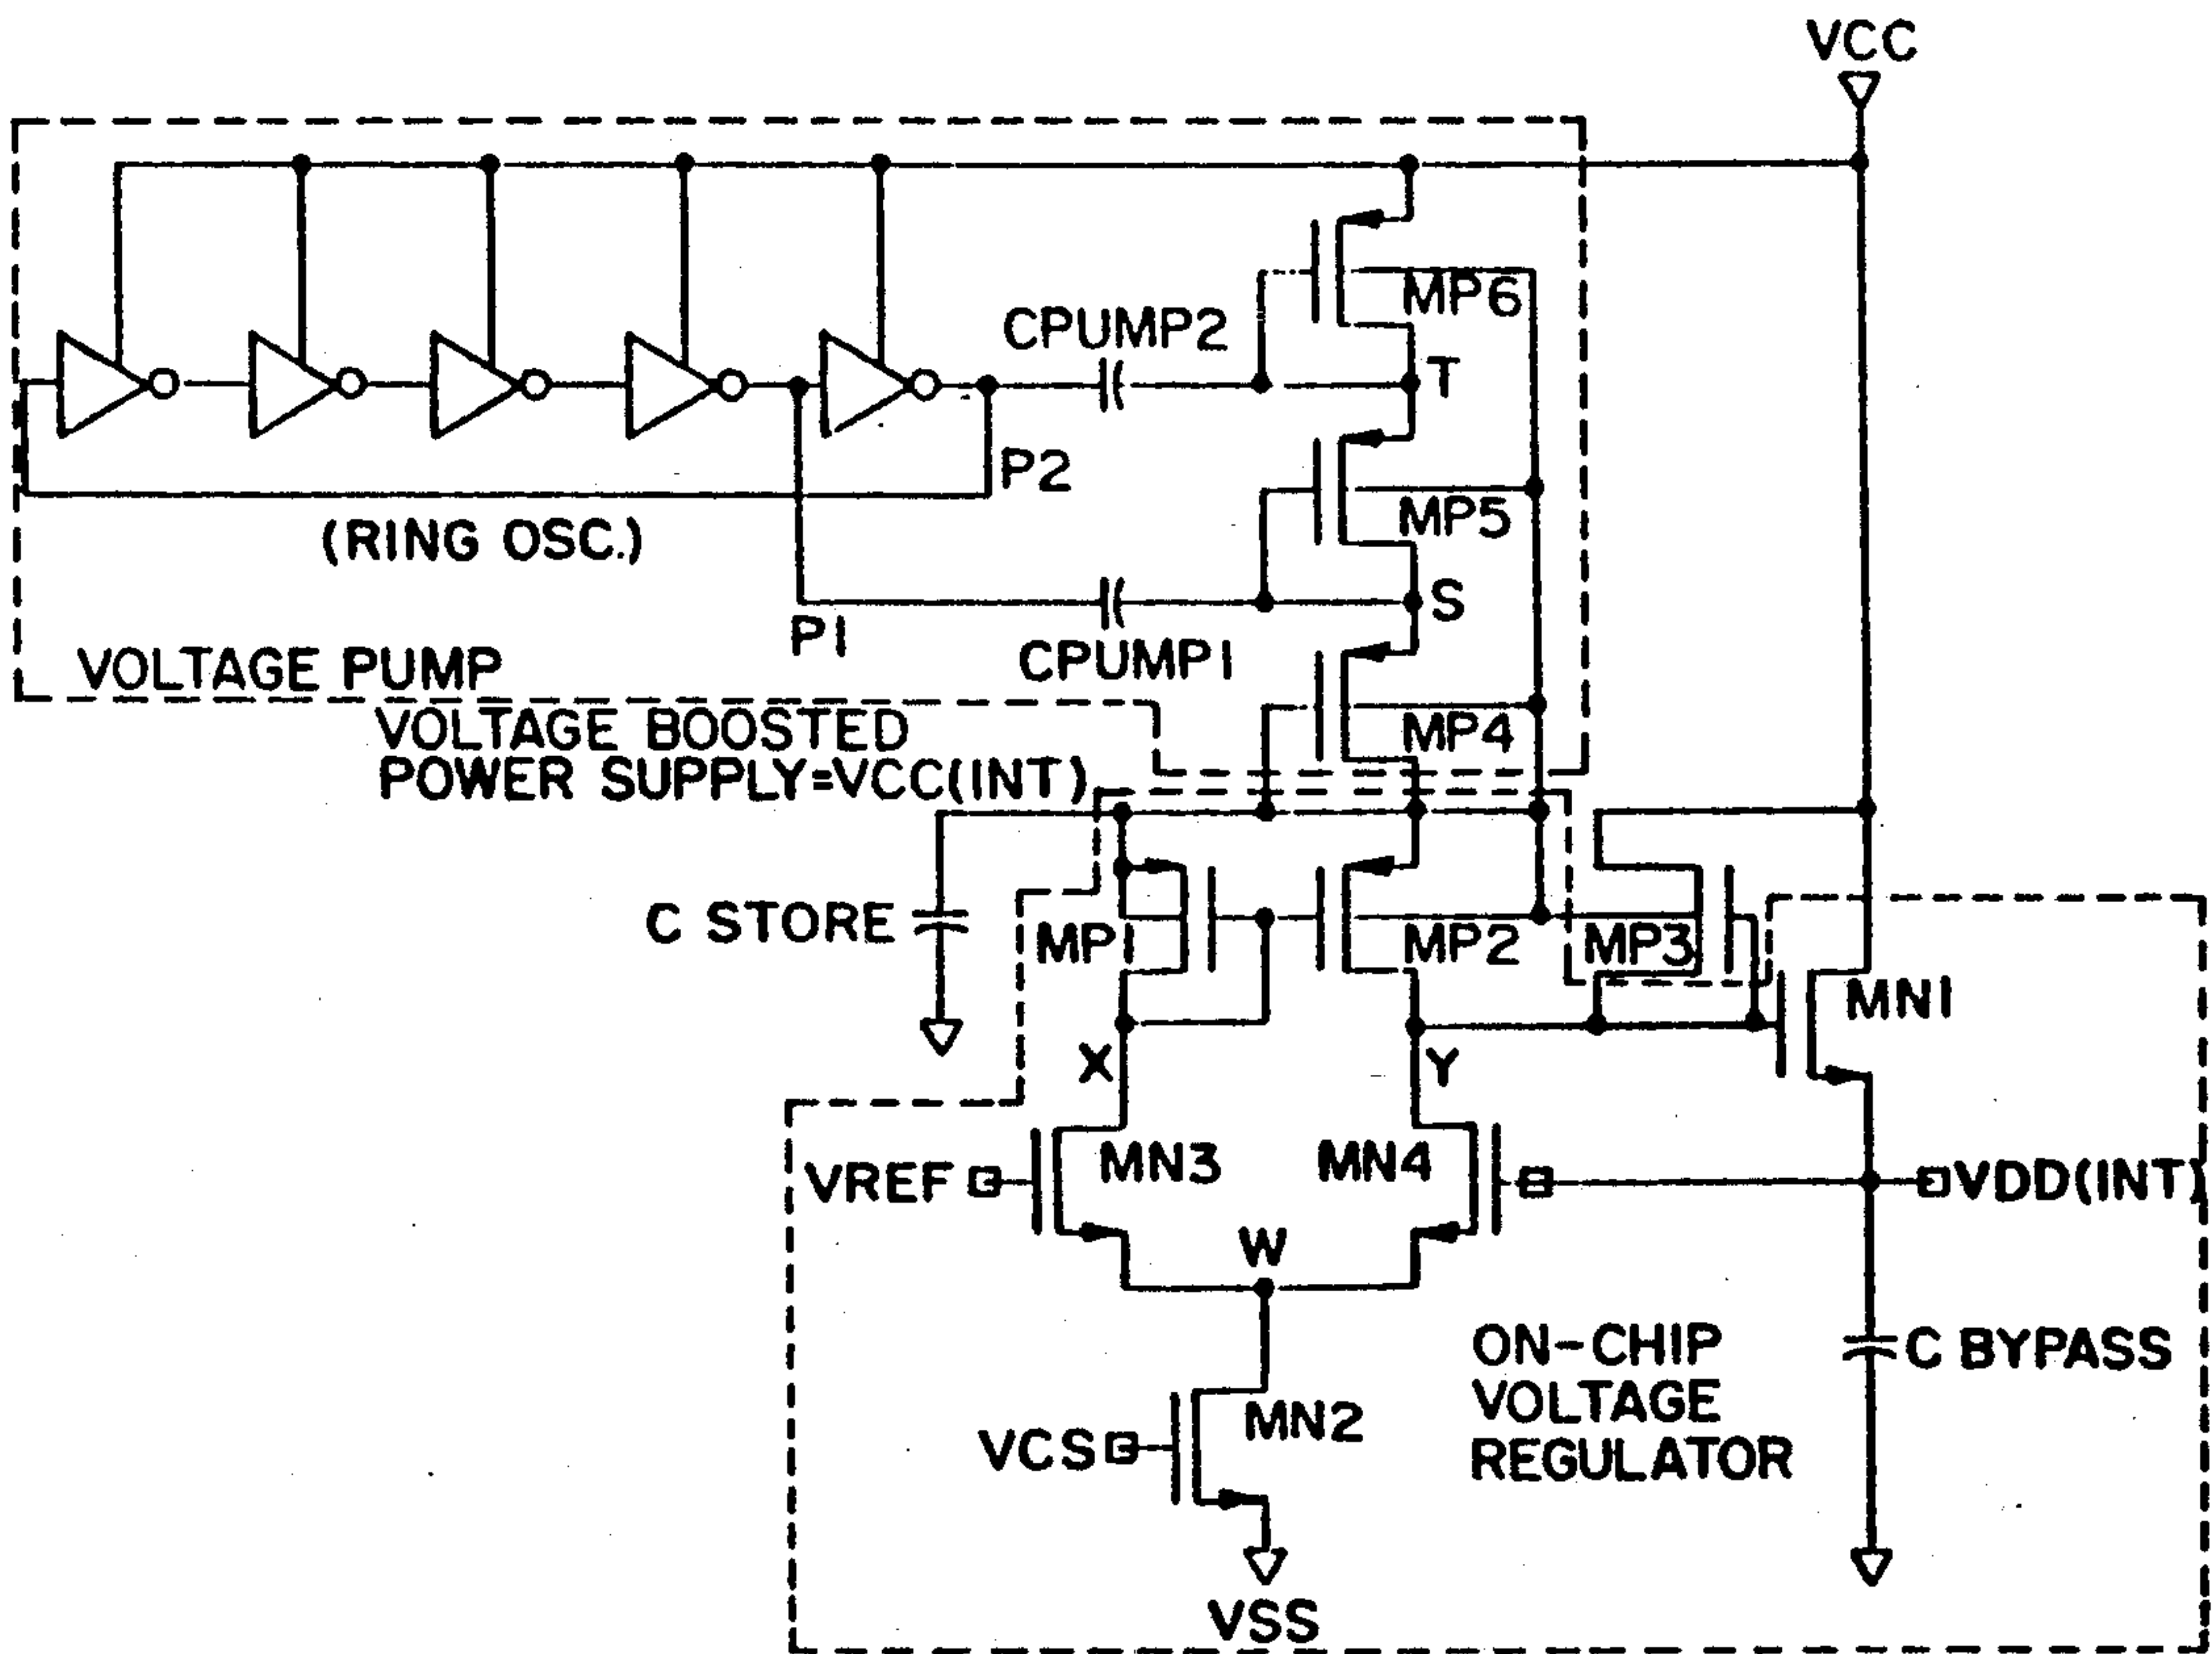 VCC
MP6
CPUMP2
T
P2
MP5
(RING OSC.)
S
P1
CPUMP1
VOLTAGE PUMP
MP4
VOLTAGE BOOSTED
POWER SUPPLY=VCC(INT)
C STORE
MP1
MP2
MP3
MN1
X
Y
VREF
MN3
MN4
VDD(INT)
W
ON-CHIP
VOLTAGE
REGULATOR
C BYPASS
VCS
MN2
VSS